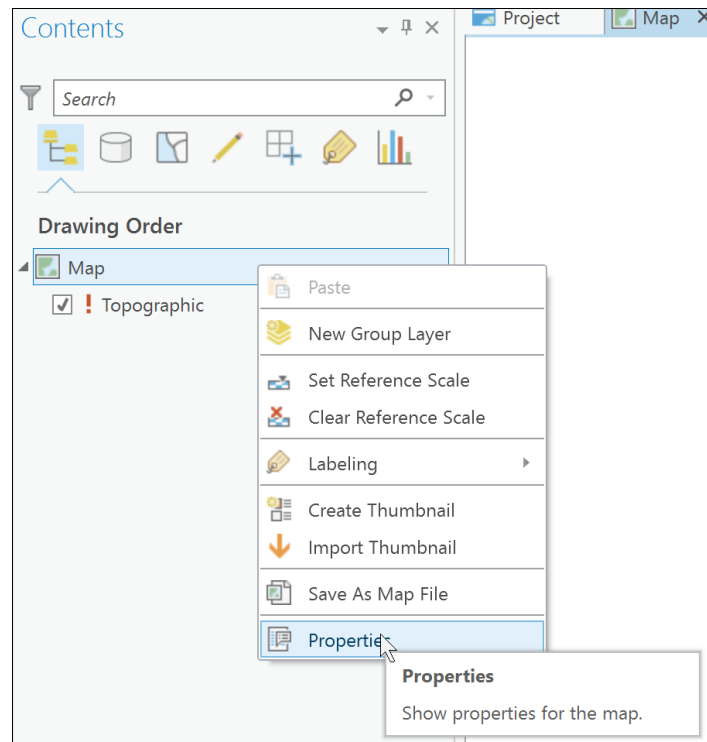 Contents
Project
Map
Search
Drawing Order
Map
Topographic
Paste
New Group Layer
Set Reference Scale
Clear Reference Scale
Labeling
Create Thumbnail
Import Thumbnail
Save As Map File
Properties
Properties
Show properties for the map.